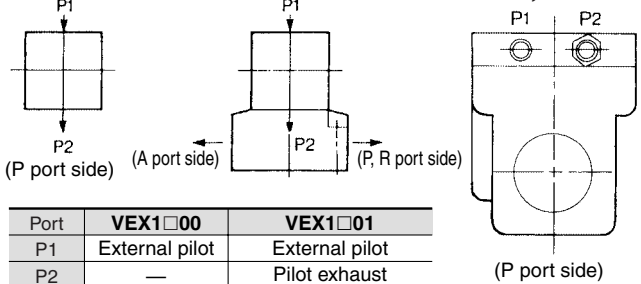 P1
P1
P1 P2
P2
(P port side)
(A port side)
P2
(P, R port side)
Port VEX1□00 VEX1□01
P1 External pilot External pilot
P2 — Pilot exhaust
(P port side)